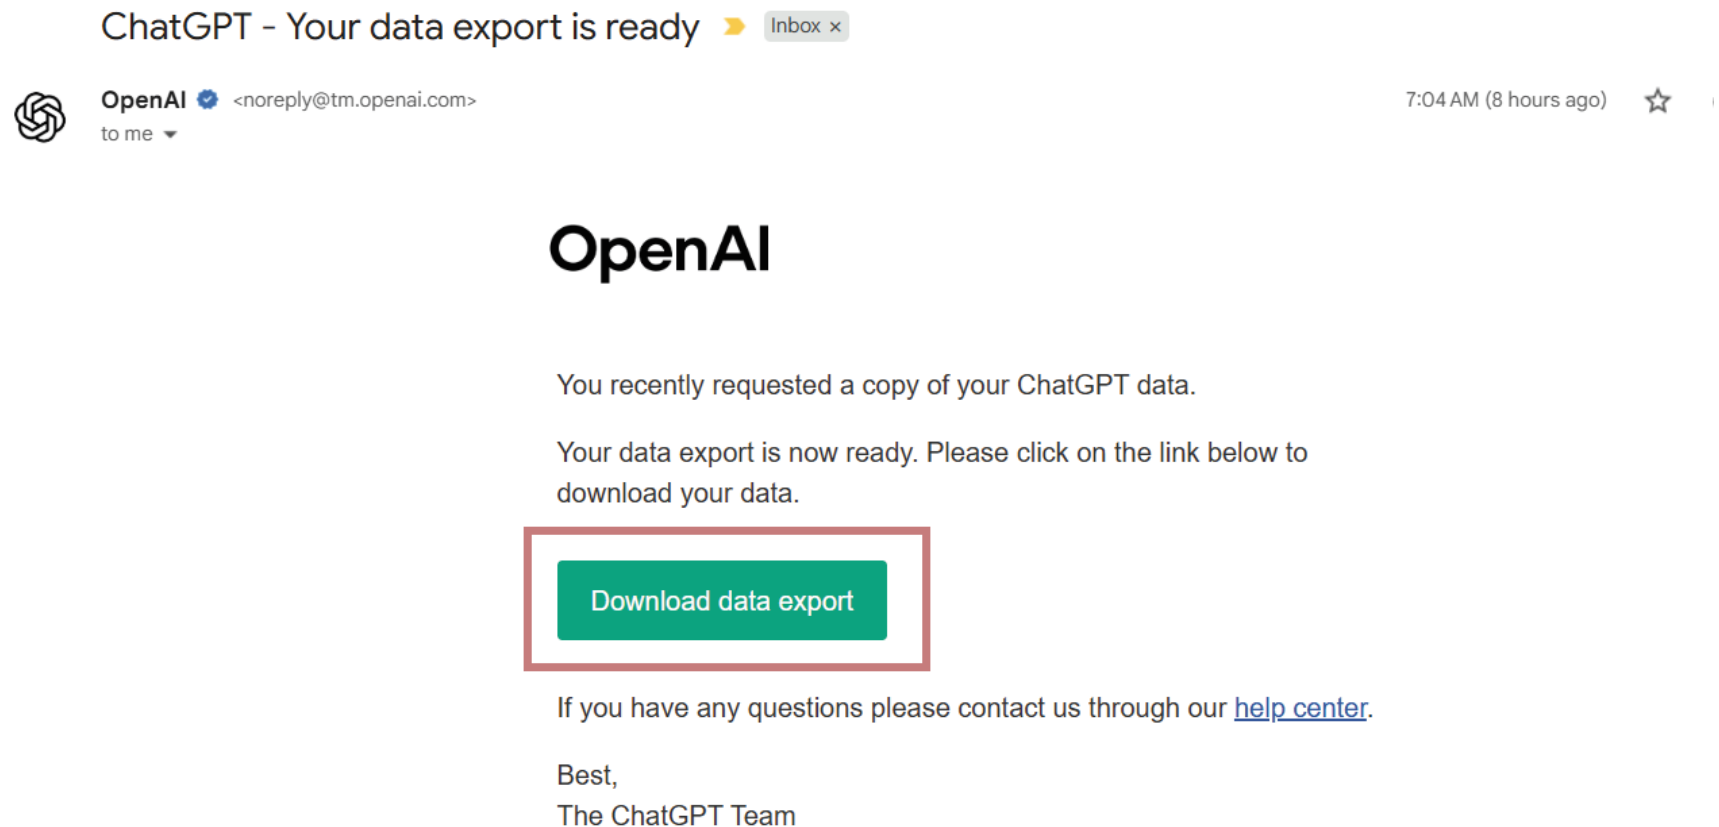 ChatGPT - Your data export is ready Inbox ×
OpenAI <noreply@tm.openai.com> 7:04 AM (8 hours ago)
to me
OpenAI
You recently requested a copy of your ChatGPT data.
Your data export is now ready. Please click on the link below to
download your data.
Download data export
If you have any questions please contact us through our help center.
Best,
The ChatGPT Team